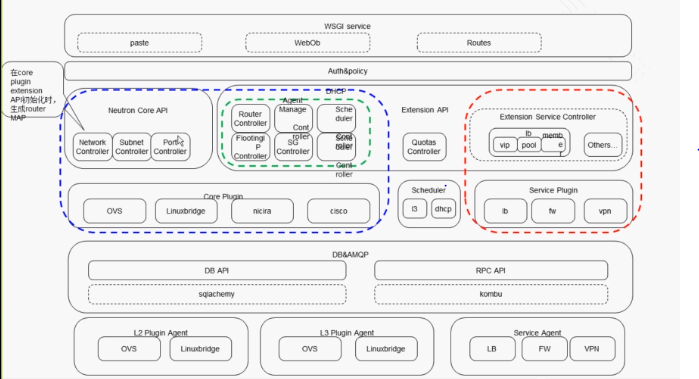 WSGI service
paste
WebOb
Routes
Auth&policy
在core
plugin
extension
API初始化时,
生成router
MAP
Neutron Core API
Network
Controller
Subnet
Controller
Port
Controller
DHCP
Agent
Manage
Cont
roller
Router
Controller
Sche
duler
Cont
roller
FlootingI
P
Controller
SG
Controller
Extension API
Quotas
Controller
Extension Service Controller
lb
memb
e
vip
pool
Others...
Core Plugin
OVS
Linuxbridge
nicira
cisco
Scheduler
l3
dhcp
Service Plugin
lb
fw
vpn
DB&AMQP
DB API
RPC API
sqlachemy
kombu
L2 Plugin Agent
OVS
Linuxbridge
L3 Plugin Agent
OVS
Linuxbridge
Service Agent
LB
FW
VPN